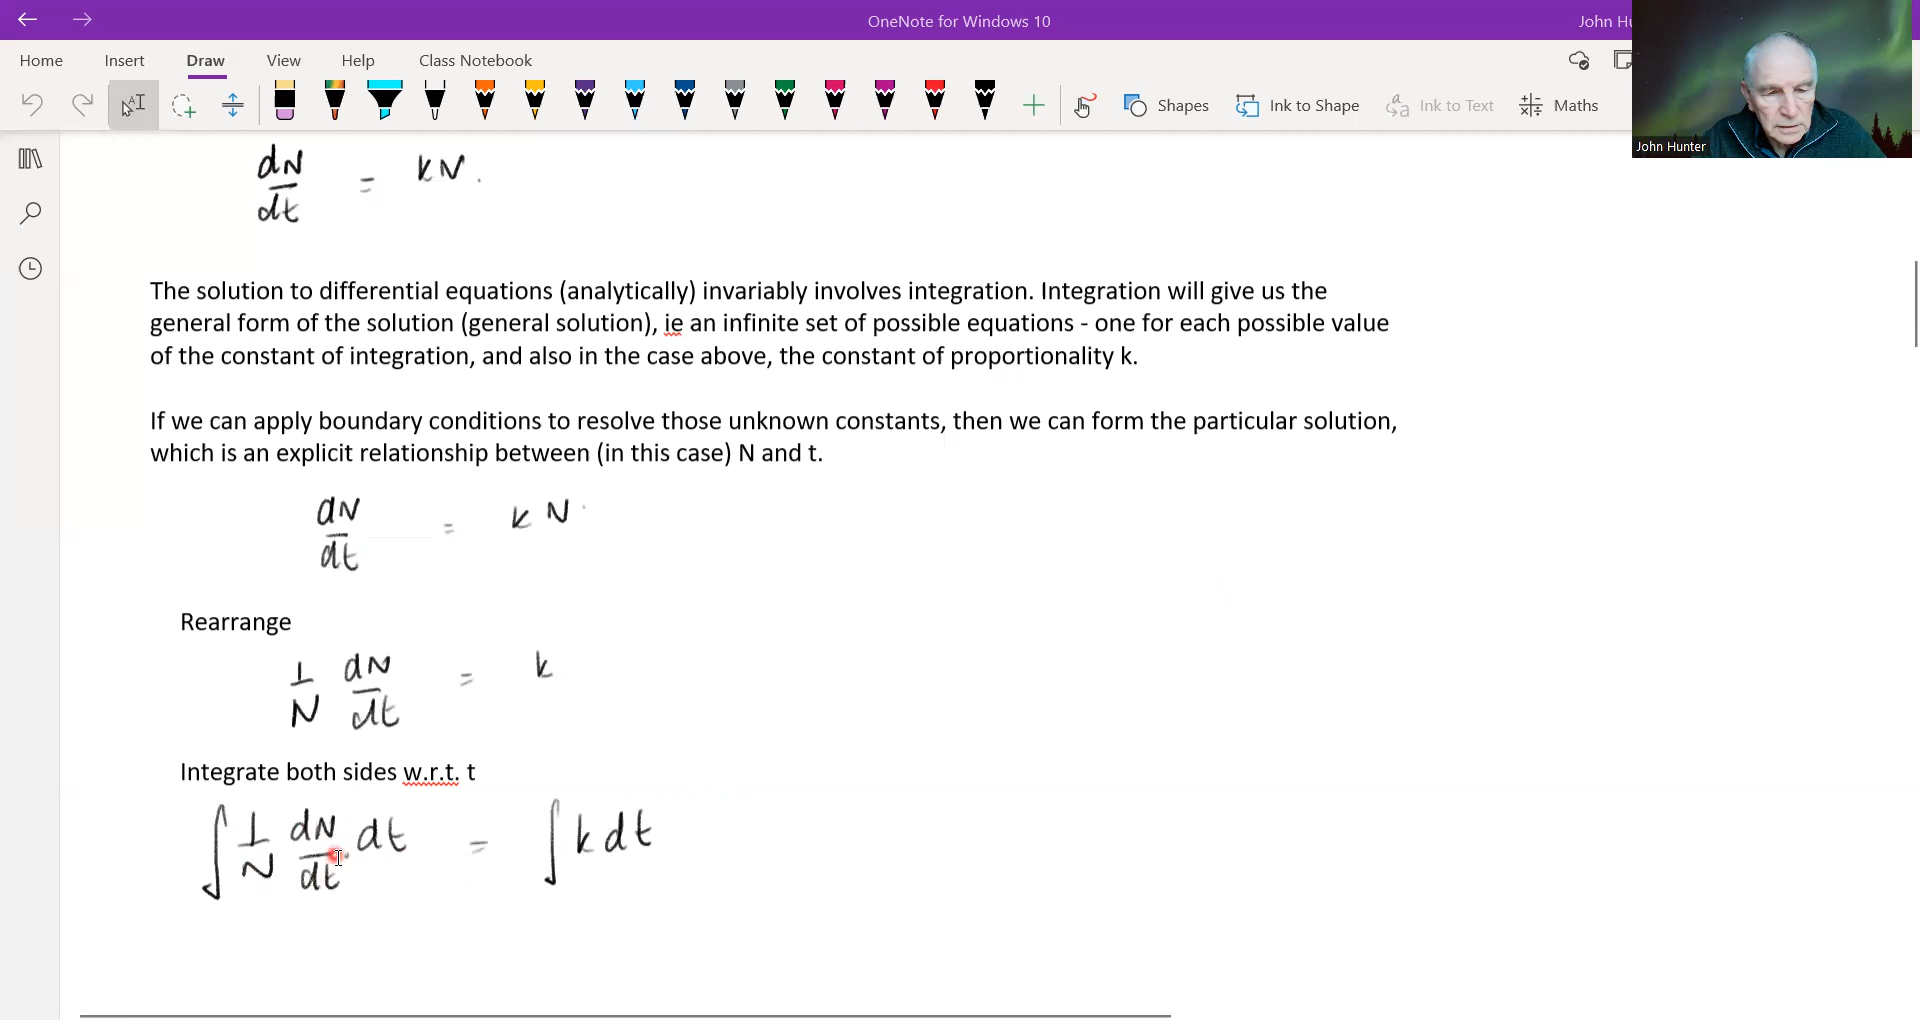 OneNote for Windows 10
John Hu
Home Insert Draw View Help Class Notebook
Shapes Ink to Shape Ink to Text Maths
John Hunter
dN/dt = kN.
The solution to differential equations (analytically) invariably involves integration. Integration will give us the
general form of the solution (general solution), ie an infinite set of possible equations - one for each possible value
of the constant of integration, and also in the case above, the constant of proportionality k.
If we can apply boundary conditions to resolve those unknown constants, then we can form the particular solution,
which is an explicit relationship between (in this case) N and t.
dN/dt = kN.
Rearrange
1/N dN/dt = k
Integrate both sides w.r.t. t
∫ 1/N dN/dt . dt = ∫ k dt